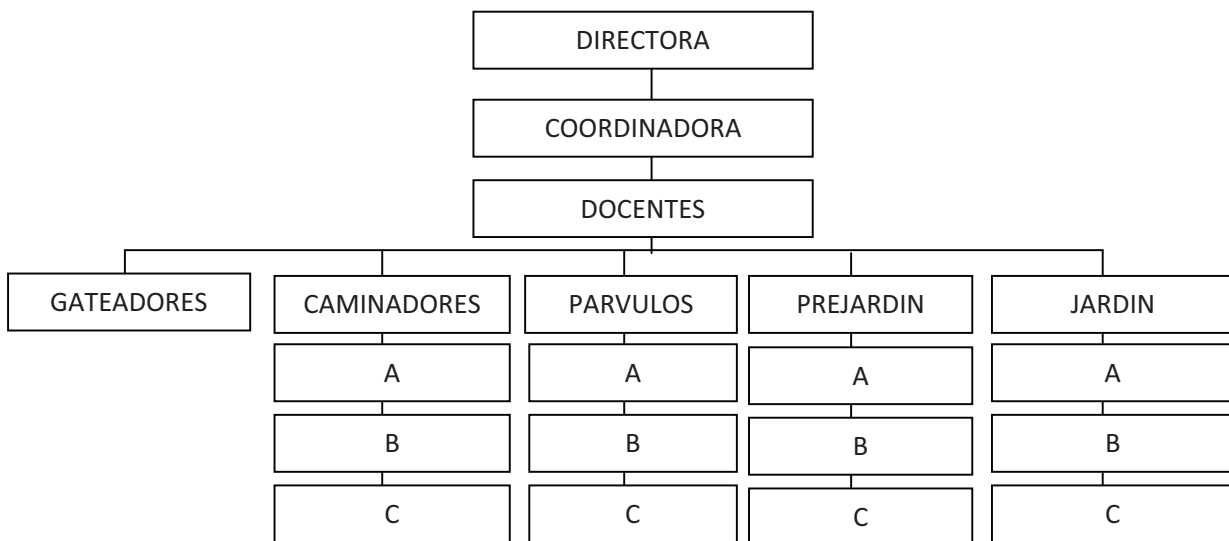 DIRECTORA
COORDINADORA
DOCENTES
GATEADORES
CAMINADORES
PARVULOS
PREJARDIN
JARDIN
A
A
A
A
B
B
B
B
C
C
C
C